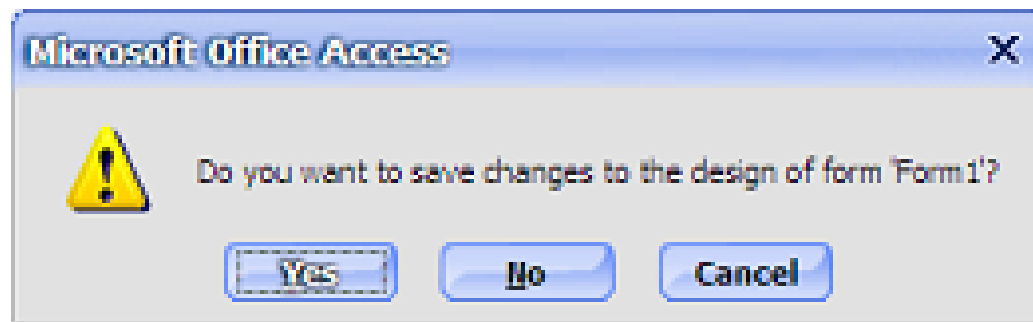 Microsoft Office Access
Do you want to save changes to the design of form 'Form1'?
Yes No Cancel